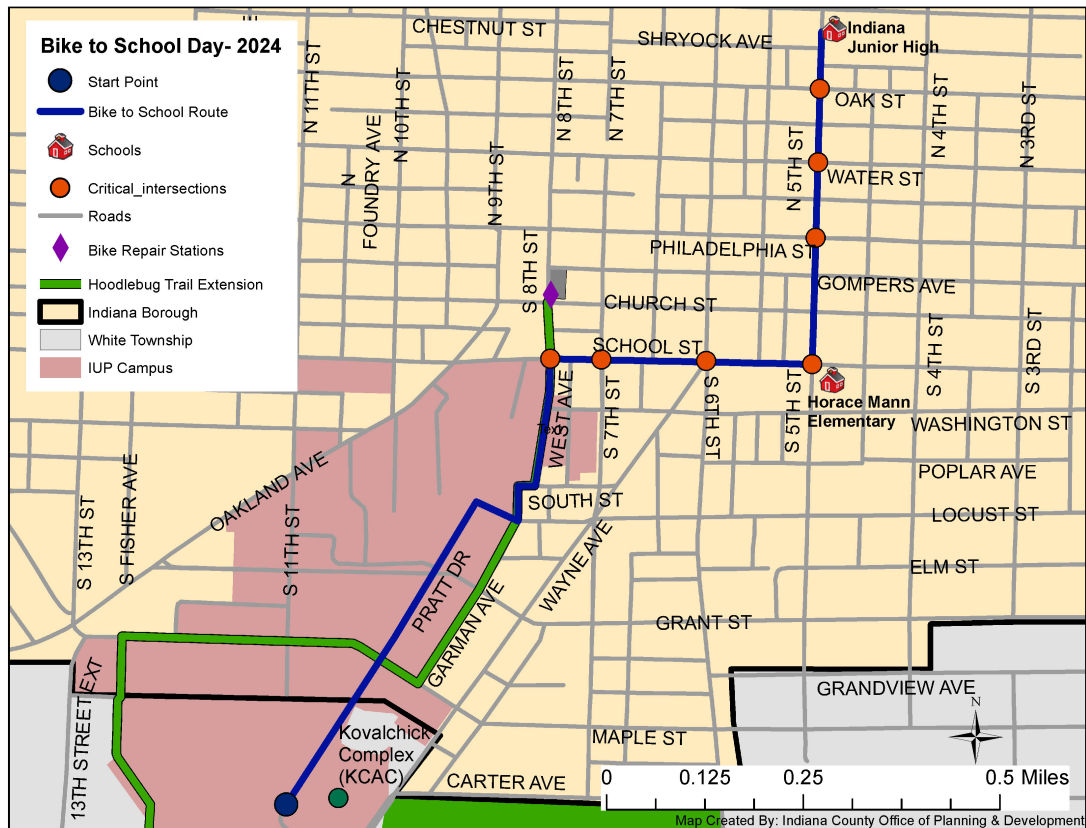 Bike to School Day- 2024
Start Point
Bike to School Route
Schools
Critical_intersections
Roads
Bike Repair Stations
Hoodlebug Trail Extension
Indiana Borough
White Township
IUP Campus
CHESTNUT ST
SHRYOCK AVE
Indiana
Junior High
N 11TH ST
N 10TH ST
N 8TH ST
N 7TH ST
OAK ST
N 4TH ST
N 3RD ST
N
FOUNDRY AVE
N 9TH ST
N 5TH ST
WATER ST
PHILADELPHIA ST
S 8TH ST
GOMPERS AVE
CHURCH ST
SCHOOL ST
S 4TH ST
S 3RD ST
WEST AVE
S 7TH ST
S 6TH ST
S 5TH ST
Horace Mann
Elementary
WASHINGTON ST
POPLAR AVE
OAKLAND AVE
SOUTH ST
LOCUST ST
S 13TH ST
S FISHER AVE
S 11TH ST
WAYNE AVE
ELM ST
PRATT DR
GARMAN AVE
GRANT ST
13TH STREET EXT
GRANDVIEW AVE
N
Kovalchick
Complex
(KCAC)
MAPLE ST
CARTER AVE
0 0.125 0.25 0.5 Miles
Map Created By: Indiana County Office of Planning & Development